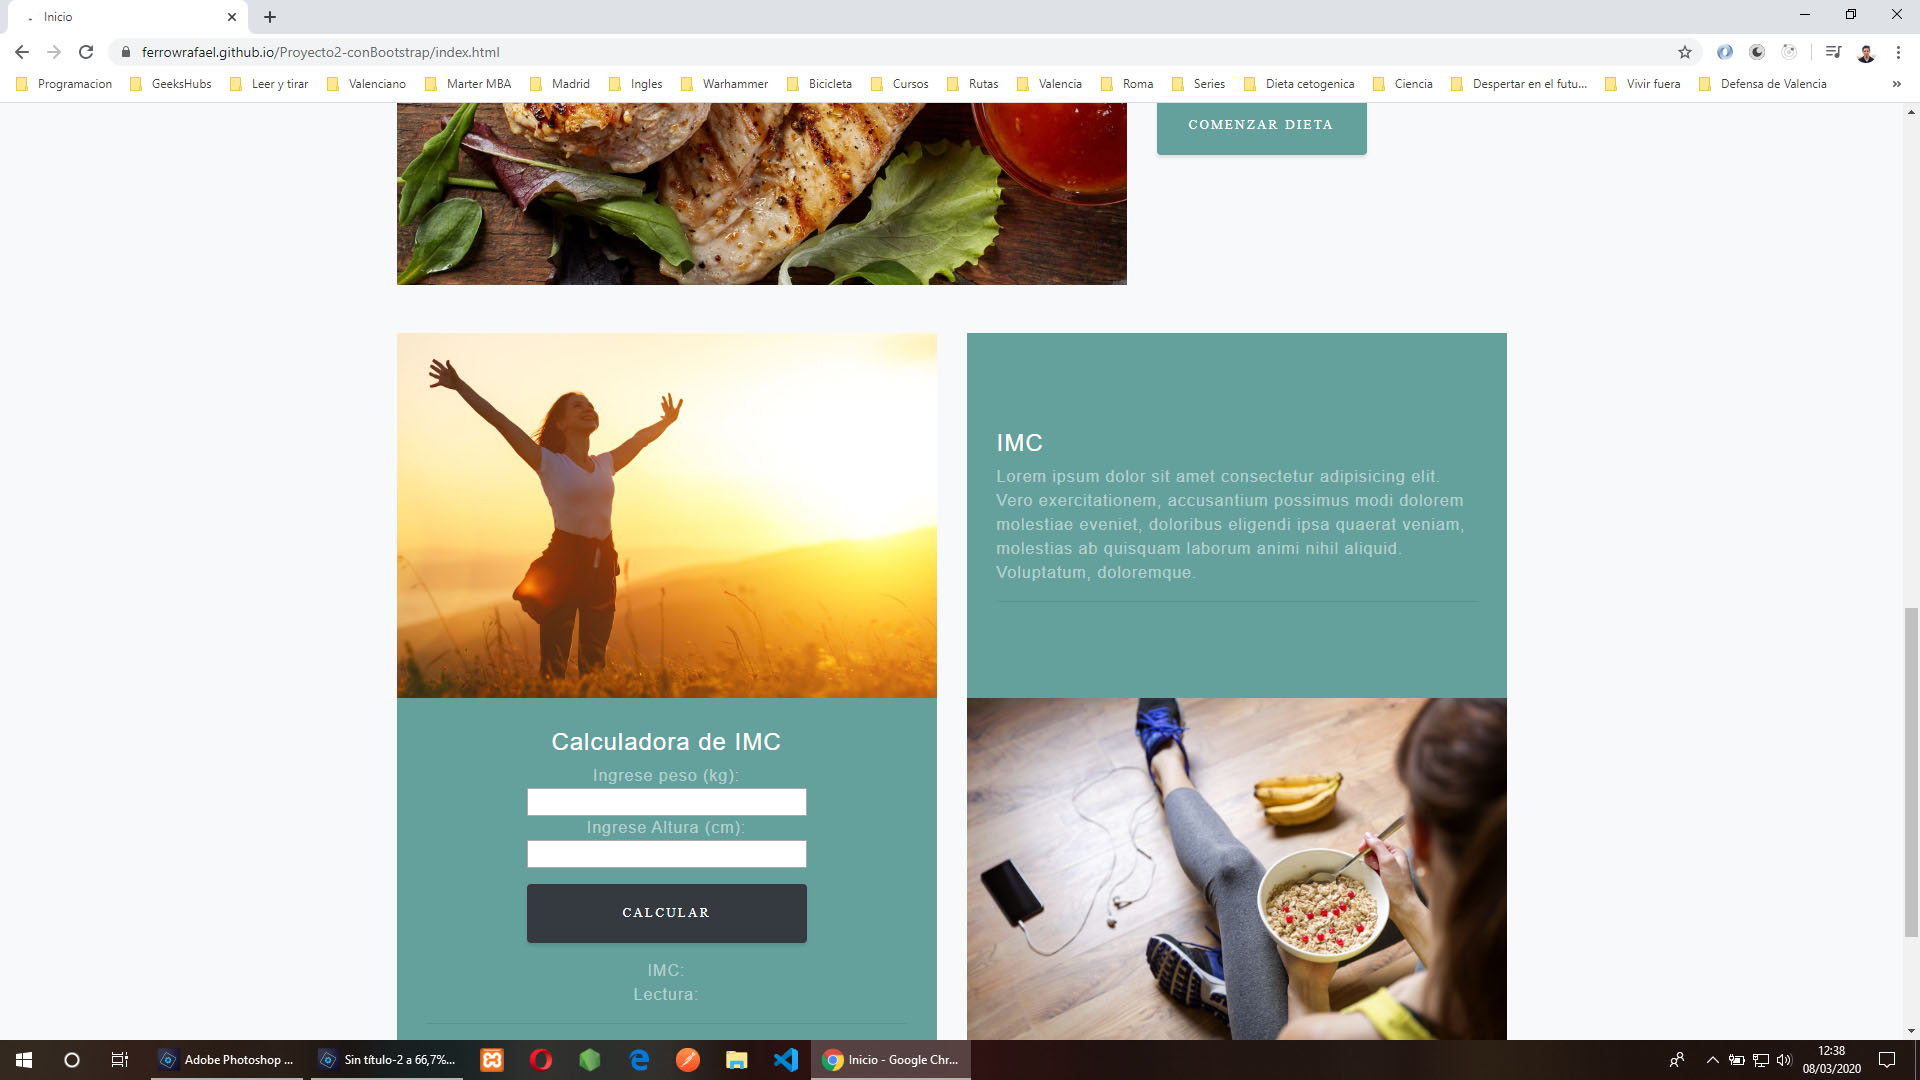 Inicio
ferrowrafael.github.io/Proyecto2-conBootstrap/index.html
Programacion GeeksHubs Leer y tirar Valenciano Marter MBA Madrid Ingles Warhammer Bicicleta Cursos Rutas Valencia Roma Series Dieta cetogenica Ciencia Despertar en el futu... Vivir fuera Defensa de Valencia »
COMENZAR DIETA
IMC
Lorem ipsum dolor sit amet consectetur adipisicing elit.
Vero exercitationem, accusantium possimus modi dolorem
molestiae eveniet, doloribus eligendi ipsa quaerat veniam,
molestias ab quisquam laborum animi nihil aliquid.
Voluptatum, doloremque.
Calculadora de IMC
Ingrese peso (kg):
Ingrese Altura (cm):
CALCULAR
IMC:
Lectura:
Adobe Photoshop ... Sin título-2 a 66,7%... Inicio - Google Chr...
12:38
08/03/2020